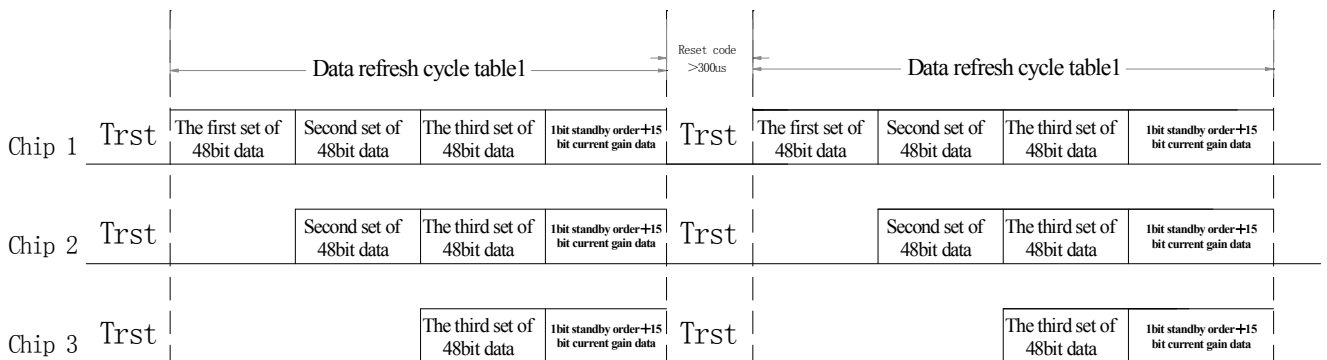 Reset code
>300us
Data refresh cycle table1
Data refresh cycle table1
Chip 1
Trst
The first set of
48bit data
Second set of
48bit data
The third set of
48bit data
1bit standby order+15
bit current gain data
Trst
The first set of
48bit data
Second set of
48bit data
The third set of
48bit data
1bit standby order+15
bit current gain data
Chip 2
Trst
Second set of
48bit data
The third set of
48bit data
1bit standby order+15
bit current gain data
Trst
Second set of
48bit data
The third set of
48bit data
1bit standby order+15
bit current gain data
Chip 3
Trst
The third set of
48bit data
1bit standby order+15
bit current gain data
Trst
The third set of
48bit data
1bit standby order+15
bit current gain data